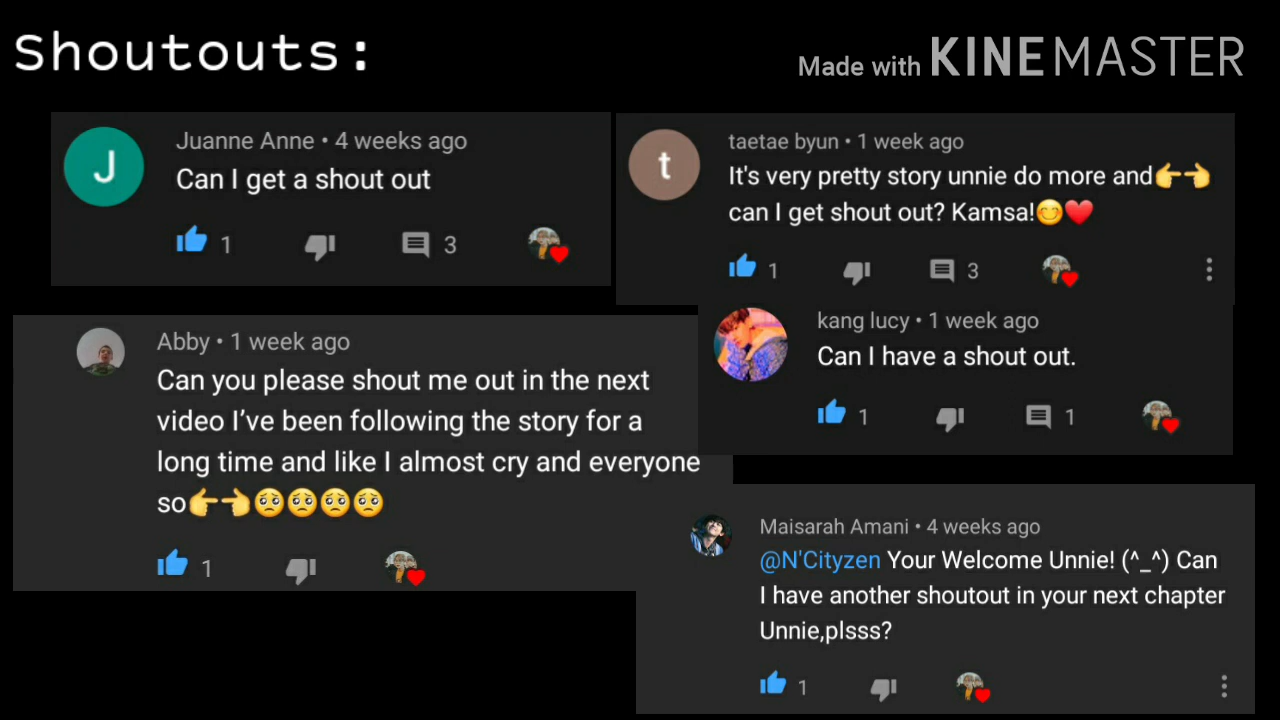 Shoutouts:
Made with KINEMASTER
J
Juanne Anne • 4 weeks ago
Can I get a shout out
1
3
t
taetae byun • 1 week ago
It's very pretty story unnie do more and👉👈
can I get shout out? Kamsa!😊❤️
1
3
Abby • 1 week ago
Can you please shout me out in the next
video I’ve been following the story for a
long time and like I almost cry and everyone
so👉👈🥺🥺🥺🥺
1
kang lucy • 1 week ago
Can I have a shout out.
1
1
Maisarah Amani • 4 weeks ago
@N'Cityzen Your Welcome Unnie! (^_^) Can
I have another shoutout in your next chapter
Unnie,plsss?
1